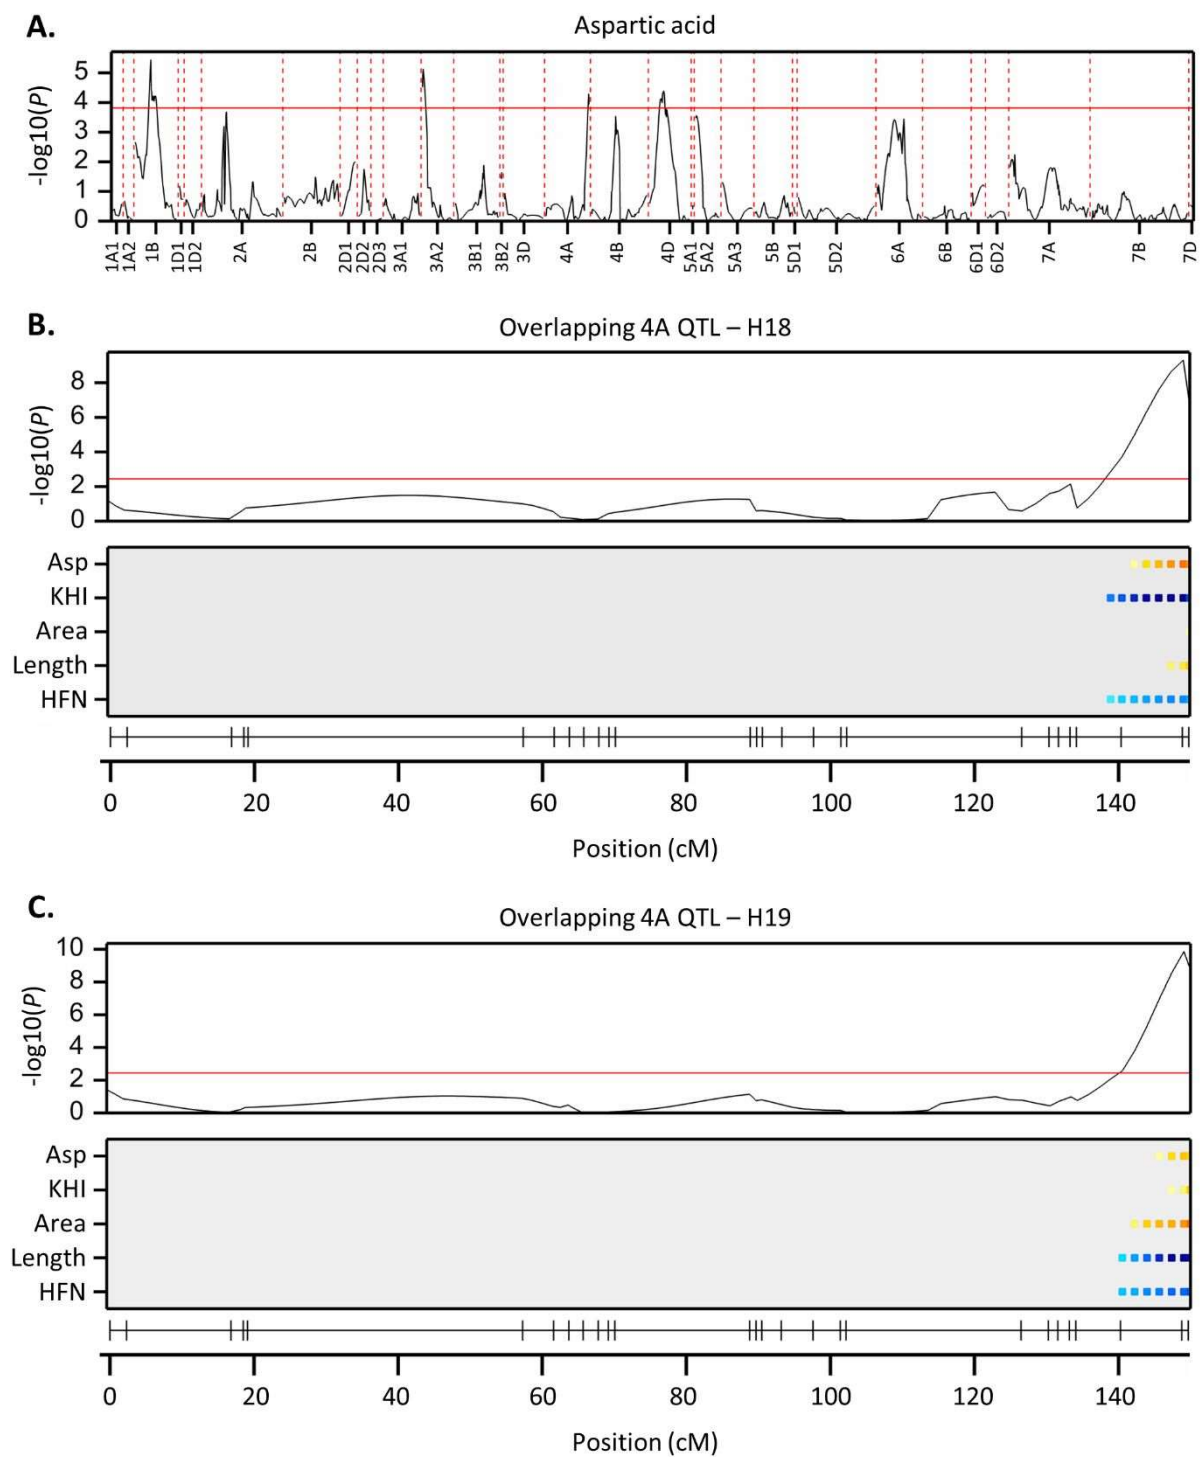 A.
Aspartic acid
-log10(P)
5
4
3
2
1
0
1A1 1A2 1B 1D1 1D2 2A 2B 2D1 2D2 2D3 3A1 3A2 3B1 3B2 3D 4A 4B 4D 5A1 5A2 5A3 5B 5D1 5D2 6A 6B 6D1 6D2 7A 7B 7D
B.
Overlapping 4A QTL – H18
-log10(P)
8
6
4
2
0
Asp
KHI
Area
Length
HFN
0 20 40 60 80 100 120 140
Position (cM)
C.
Overlapping 4A QTL – H19
-log10(P)
10
8
6
4
2
0
Asp
KHI
Area
Length
HFN
0 20 40 60 80 100 120 140
Position (cM)